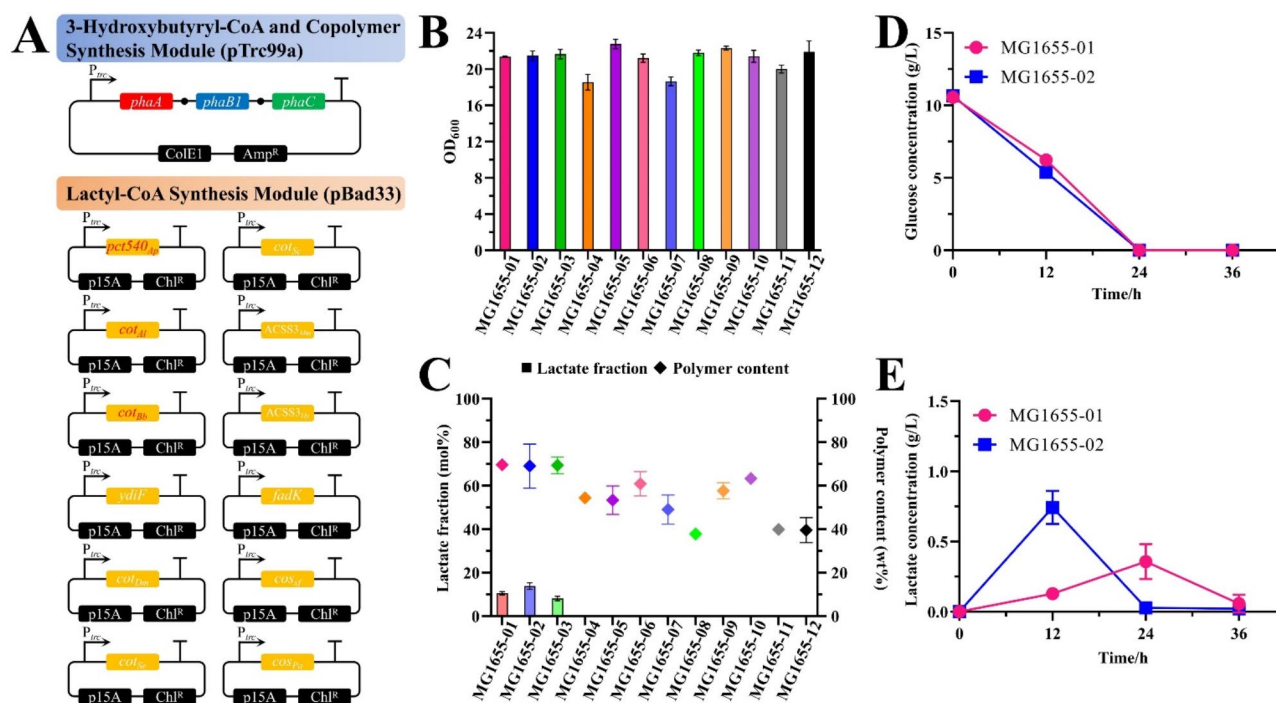 A
3-Hydroxybutyryl-CoA and Copolymer
Synthesis Module (pTrc99a)
Ptrc
phaA
phaB1
phaC
ColE1
AmpR
Lactyl-CoA Synthesis Module (pBad33)
Ptrc
pct540Ap
p15A
ChlR
Ptrc
p15A
ChlR
Ptrc
cotAl
p15A
ChlR
Ptrc
p15A
ChlR
Ptrc
cotBb
p15A
ChlR
Ptrc
p15A
ChlR
Ptrc
ydiF
p15A
ChlR
Ptrc
fadK
p15A
ChlR
Ptrc
cotDm
p15A
ChlR
Ptrc
cossf
p15A
ChlR
Ptrc
cotSe
p15A
ChlR
Ptrc
cosPa
p15A
ChlR
B
OD600
24
22
20
18
16
14
12
10
8
6
4
2
0
MG1655-01
MG1655-02
MG1655-03
MG1655-04
MG1655-05
MG1655-06
MG1655-07
MG1655-08
MG1655-09
MG1655-10
MG1655-11
MG1655-12
C
Lactate fraction
Polymer content
Lactate fraction (mol%)
100
80
60
40
20
0
Polymer content (wt%)
100
80
60
40
20
0
MG1655-01
MG1655-02
MG1655-03
MG1655-04
MG1655-05
MG1655-06
MG1655-07
MG1655-08
MG1655-09
MG1655-10
MG1655-11
MG1655-12
D
MG1655-01
MG1655-02
Glucose concentration (g/L)
15
10
5
0
0 12 24 36
Time/h
E
MG1655-01
MG1655-02
Lactate concentration (g/L)
1.5
1.0
0.5
0.0
0 12 24 36
Time/h